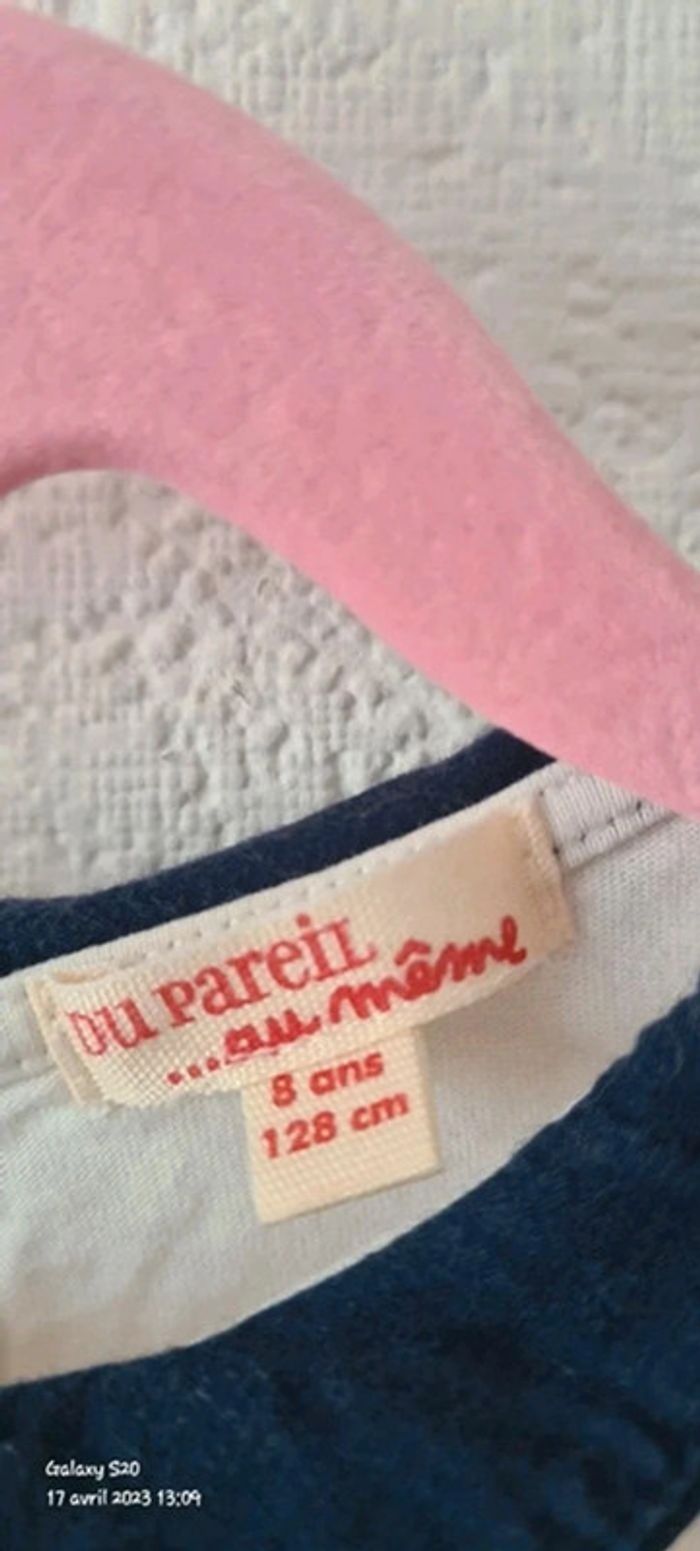 DU PaReiL
...au même
8 ans
128 cm
Galaxy S20
17 avril 2023 13:09